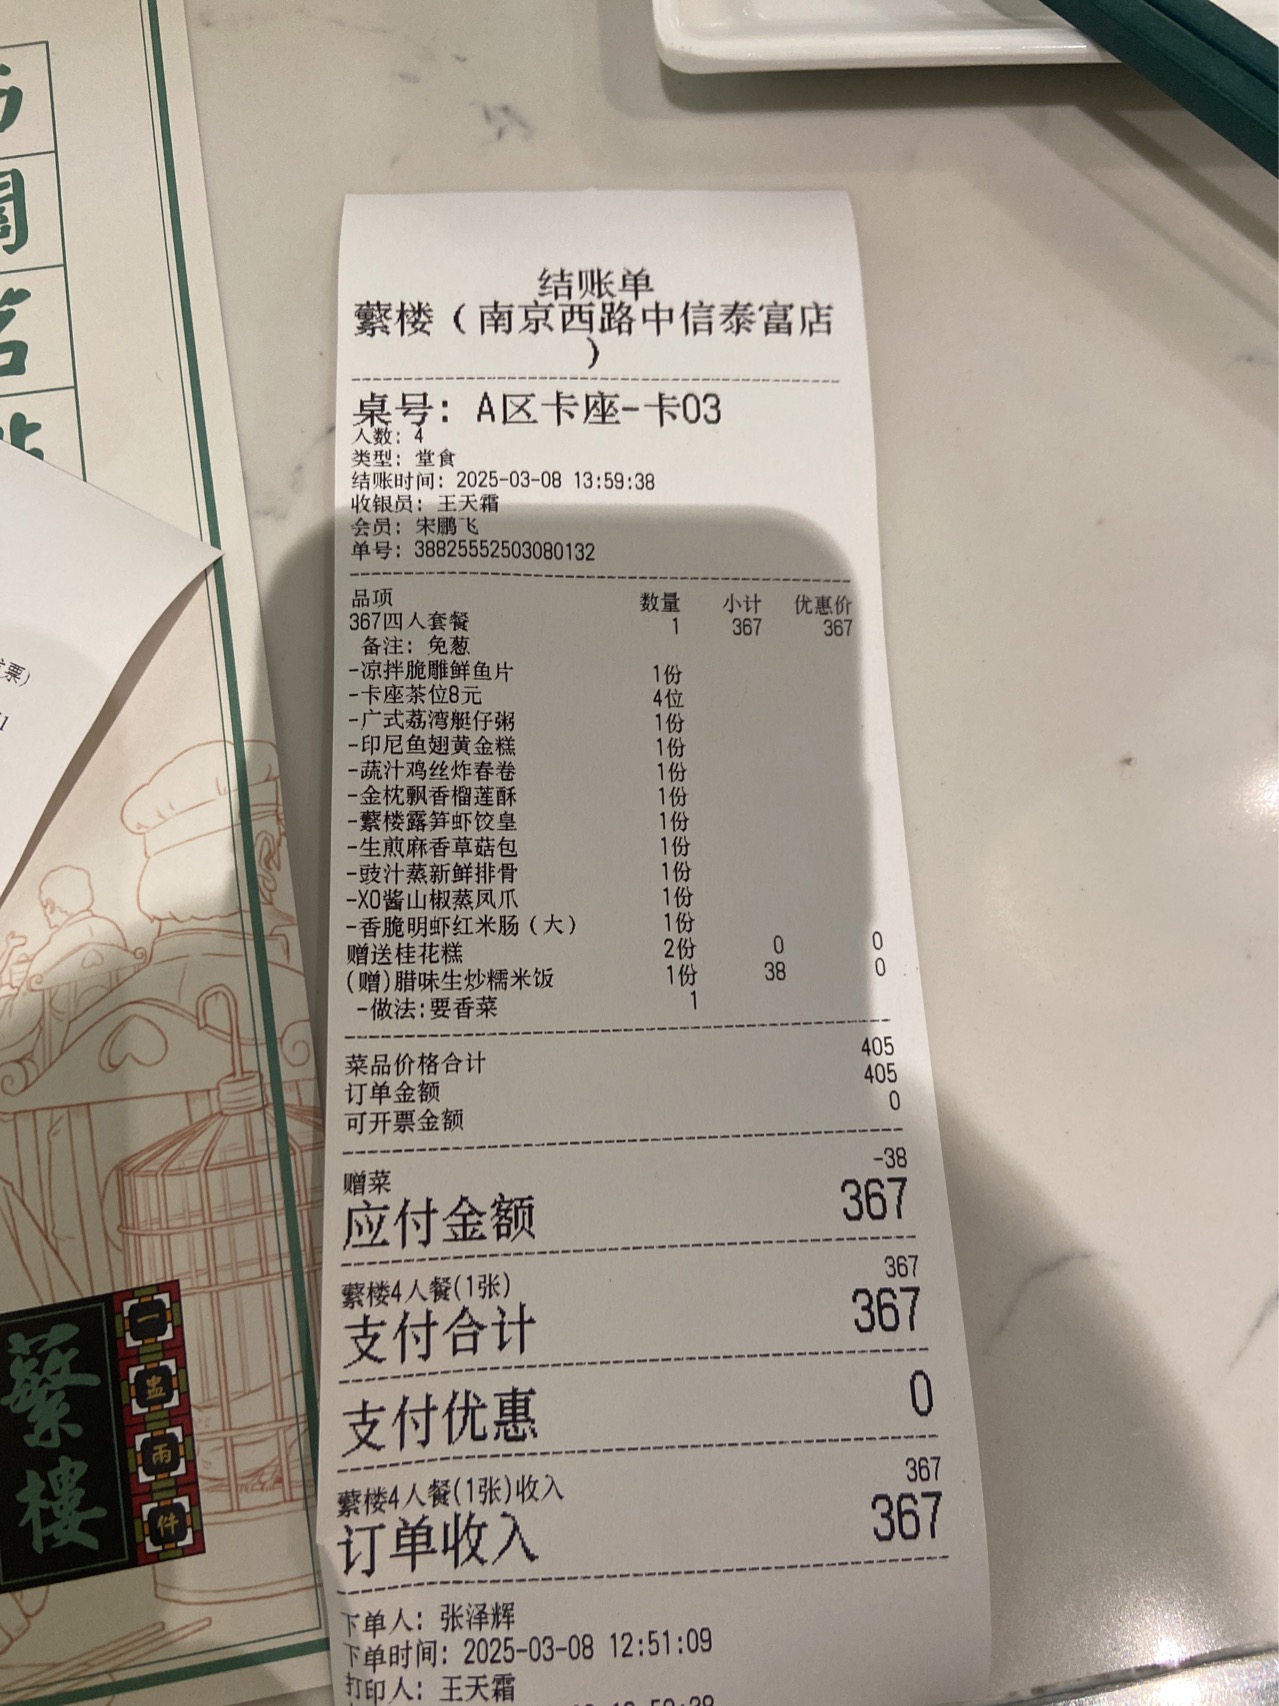 结账单
蘩楼（南京西路中信泰富店
）
桌号：A区卡座-卡03
人数：4
类型：堂食
结账时间：2025-03-08 13:59:38
收银员：王天霜
会员：宋鹏飞
单号：38825552503080132
品项 数量 小计 优惠价
367四人套餐 1 367 367
备注：免葱
-凉拌脆雕鲜鱼片 1份
-卡座茶位8元 4位
-广式荔湾艇仔粥 1份
-印尼鱼翅黄金糕 1份
-蔬汁鸡丝炸春卷 1份
-金枕飘香榴莲酥 1份
-蘩楼露笋虾饺皇 1份
-生煎麻香草菇包 1份
-豉汁蒸新鲜排骨 1份
-XO酱山椒蒸凤爪 1份
-香脆明虾红米肠（大） 1份
赠送桂花糕 2份 0 0
(赠)腊味生炒糯米饭 1份 38 0
-做法:要香菜 1
菜品价格合计 405
订单金额 405
可开票金额 0
赠菜 -38
应付金额 367
蘩楼4人餐(1张) 367
支付合计 367
支付优惠 0
蘩楼4人餐(1张)收入 367
订单收入 367
下单人：张泽辉
下单时间：2025-03-08 12:51:09
打印人：王天霜
票)
蘩樓
一盅兩件